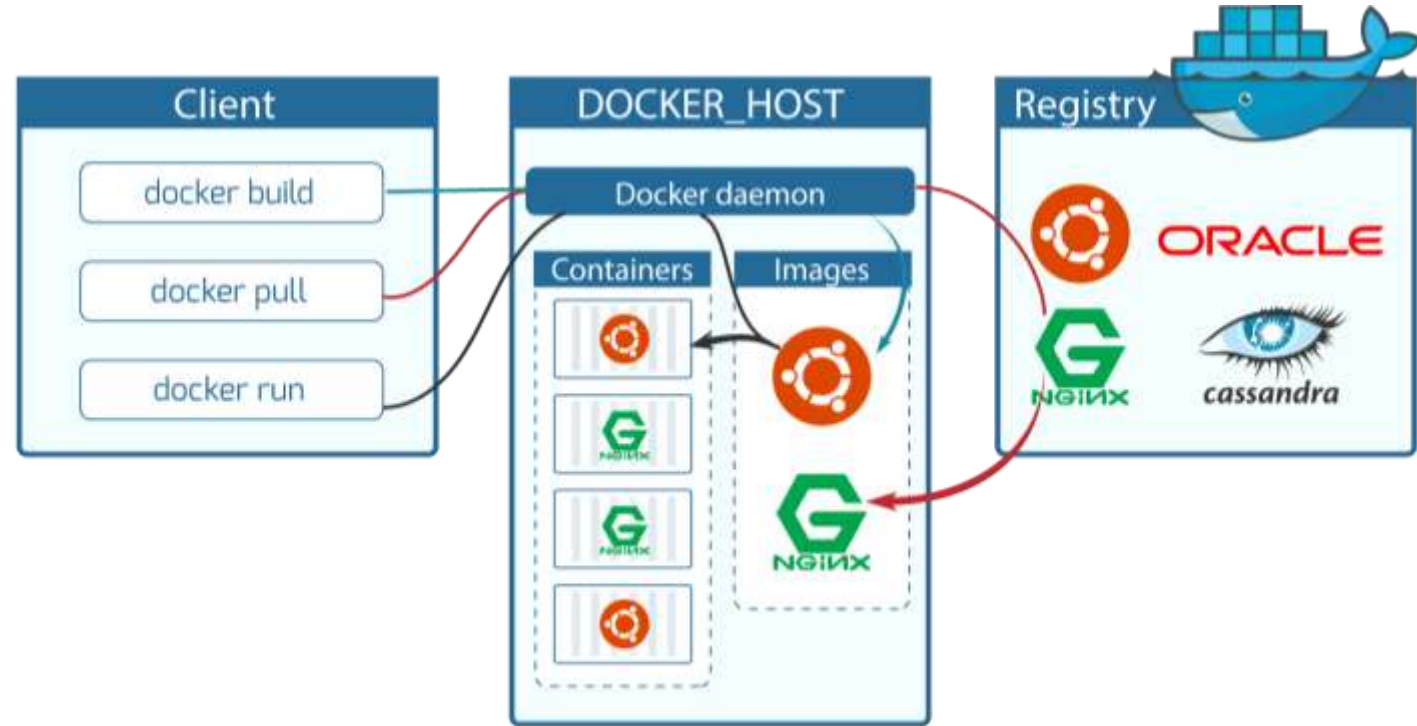 Client
docker build
docker pull
docker run
DOCKER_HOST
Docker daemon
Containers
NGiNX
NGiNX
Images
NGiNX
Registry
ORACLE
NGiNX
cassandra